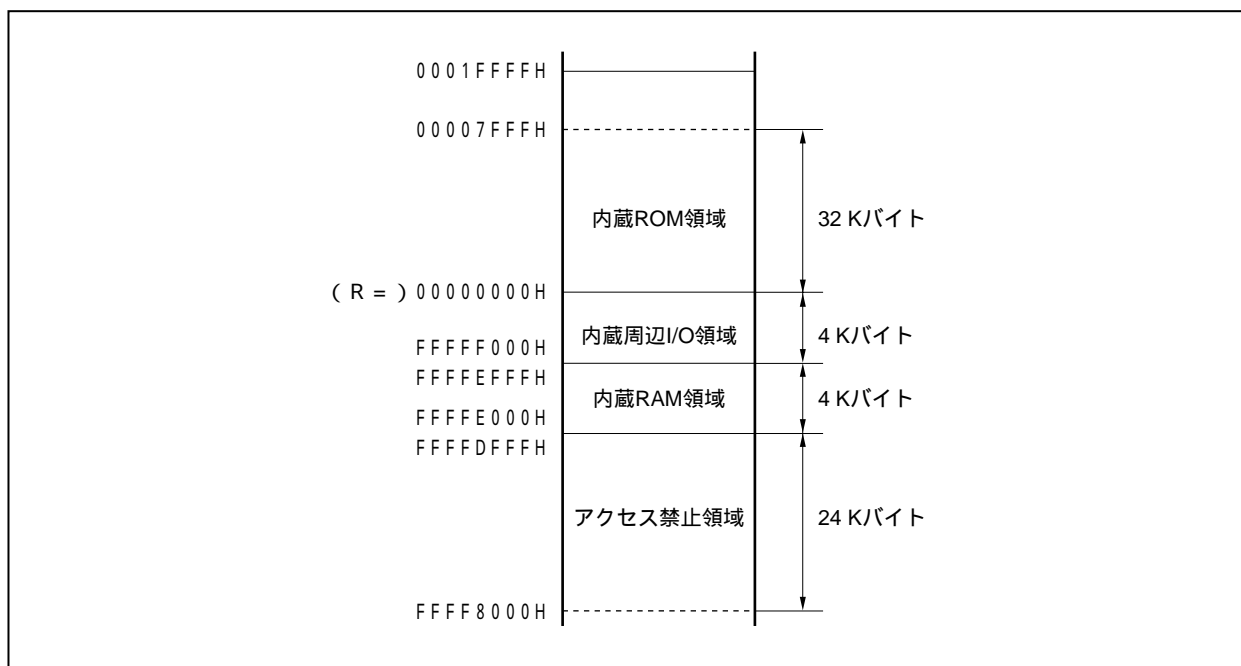 0001FFFFH
00007FFFH
内蔵ROM領域 32 Kバイト
(R=)00000000H
内蔵周辺I/O領域 4 Kバイト
FFFFF000H
FFFFEFFFH
内蔵RAM領域 4 Kバイト
FFFFE000H
FFFFDFFFH
アクセス禁止領域 24 Kバイト
FFFF8000H